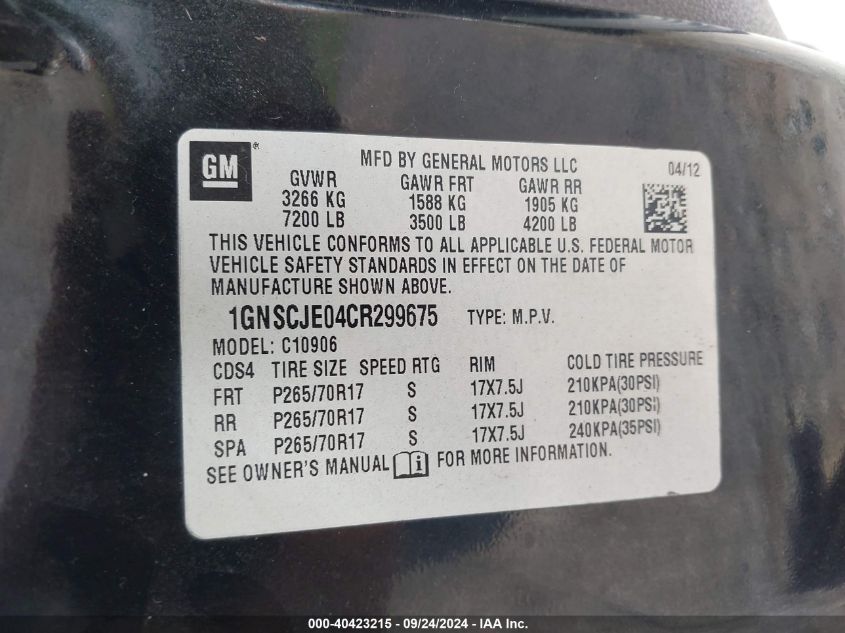 GM® MFD BY GENERAL MOTORS LLC 04/12
GVWR GAWR FRT GAWR RR
3266 KG 1588 KG 1905 KG
7200 LB 3500 LB 4200 LB
THIS VEHICLE CONFORMS TO ALL APPLICABLE U.S. FEDERAL MOTOR
VEHICLE SAFETY STANDARDS IN EFFECT ON THE DATE OF
MANUFACTURE SHOWN ABOVE.
1GNSCJE04CR299675 TYPE: M.P.V.
MODEL: C10906
CDS4 TIRE SIZE SPEED RTG RIM COLD TIRE PRESSURE
FRT P265/70R17 S 17X7.5J 210KPA(30PSI)
RR P265/70R17 S 17X7.5J 210KPA(30PSI)
SPA P265/70R17 S 17X7.5J 240KPA(35PSI)
SEE OWNER'S MANUAL i FOR MORE INFORMATION.
000-40423215 - 09/24/2024 - IAA Holdings, LLC.